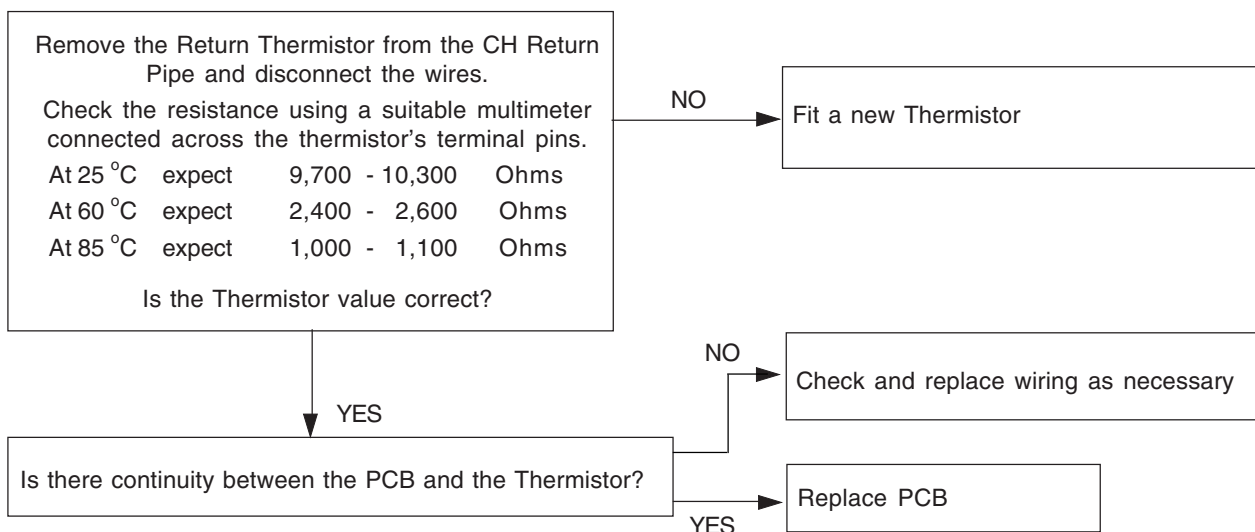 Remove the Return Thermistor from the CH Return
Pipe and disconnect the wires.
Check the resistance using a suitable multimeter
connected across the thermistor's terminal pins.
At 25 °C expect 9,700 - 10,300 Ohms
At 60 °C expect 2,400 - 2,600 Ohms
At 85 °C expect 1,000 - 1,100 Ohms
Is the Thermistor value correct?
NO
Fit a new Thermistor
YES
Is there continuity between the PCB and the Thermistor?
NO
Check and replace wiring as necessary
YES
Replace PCB